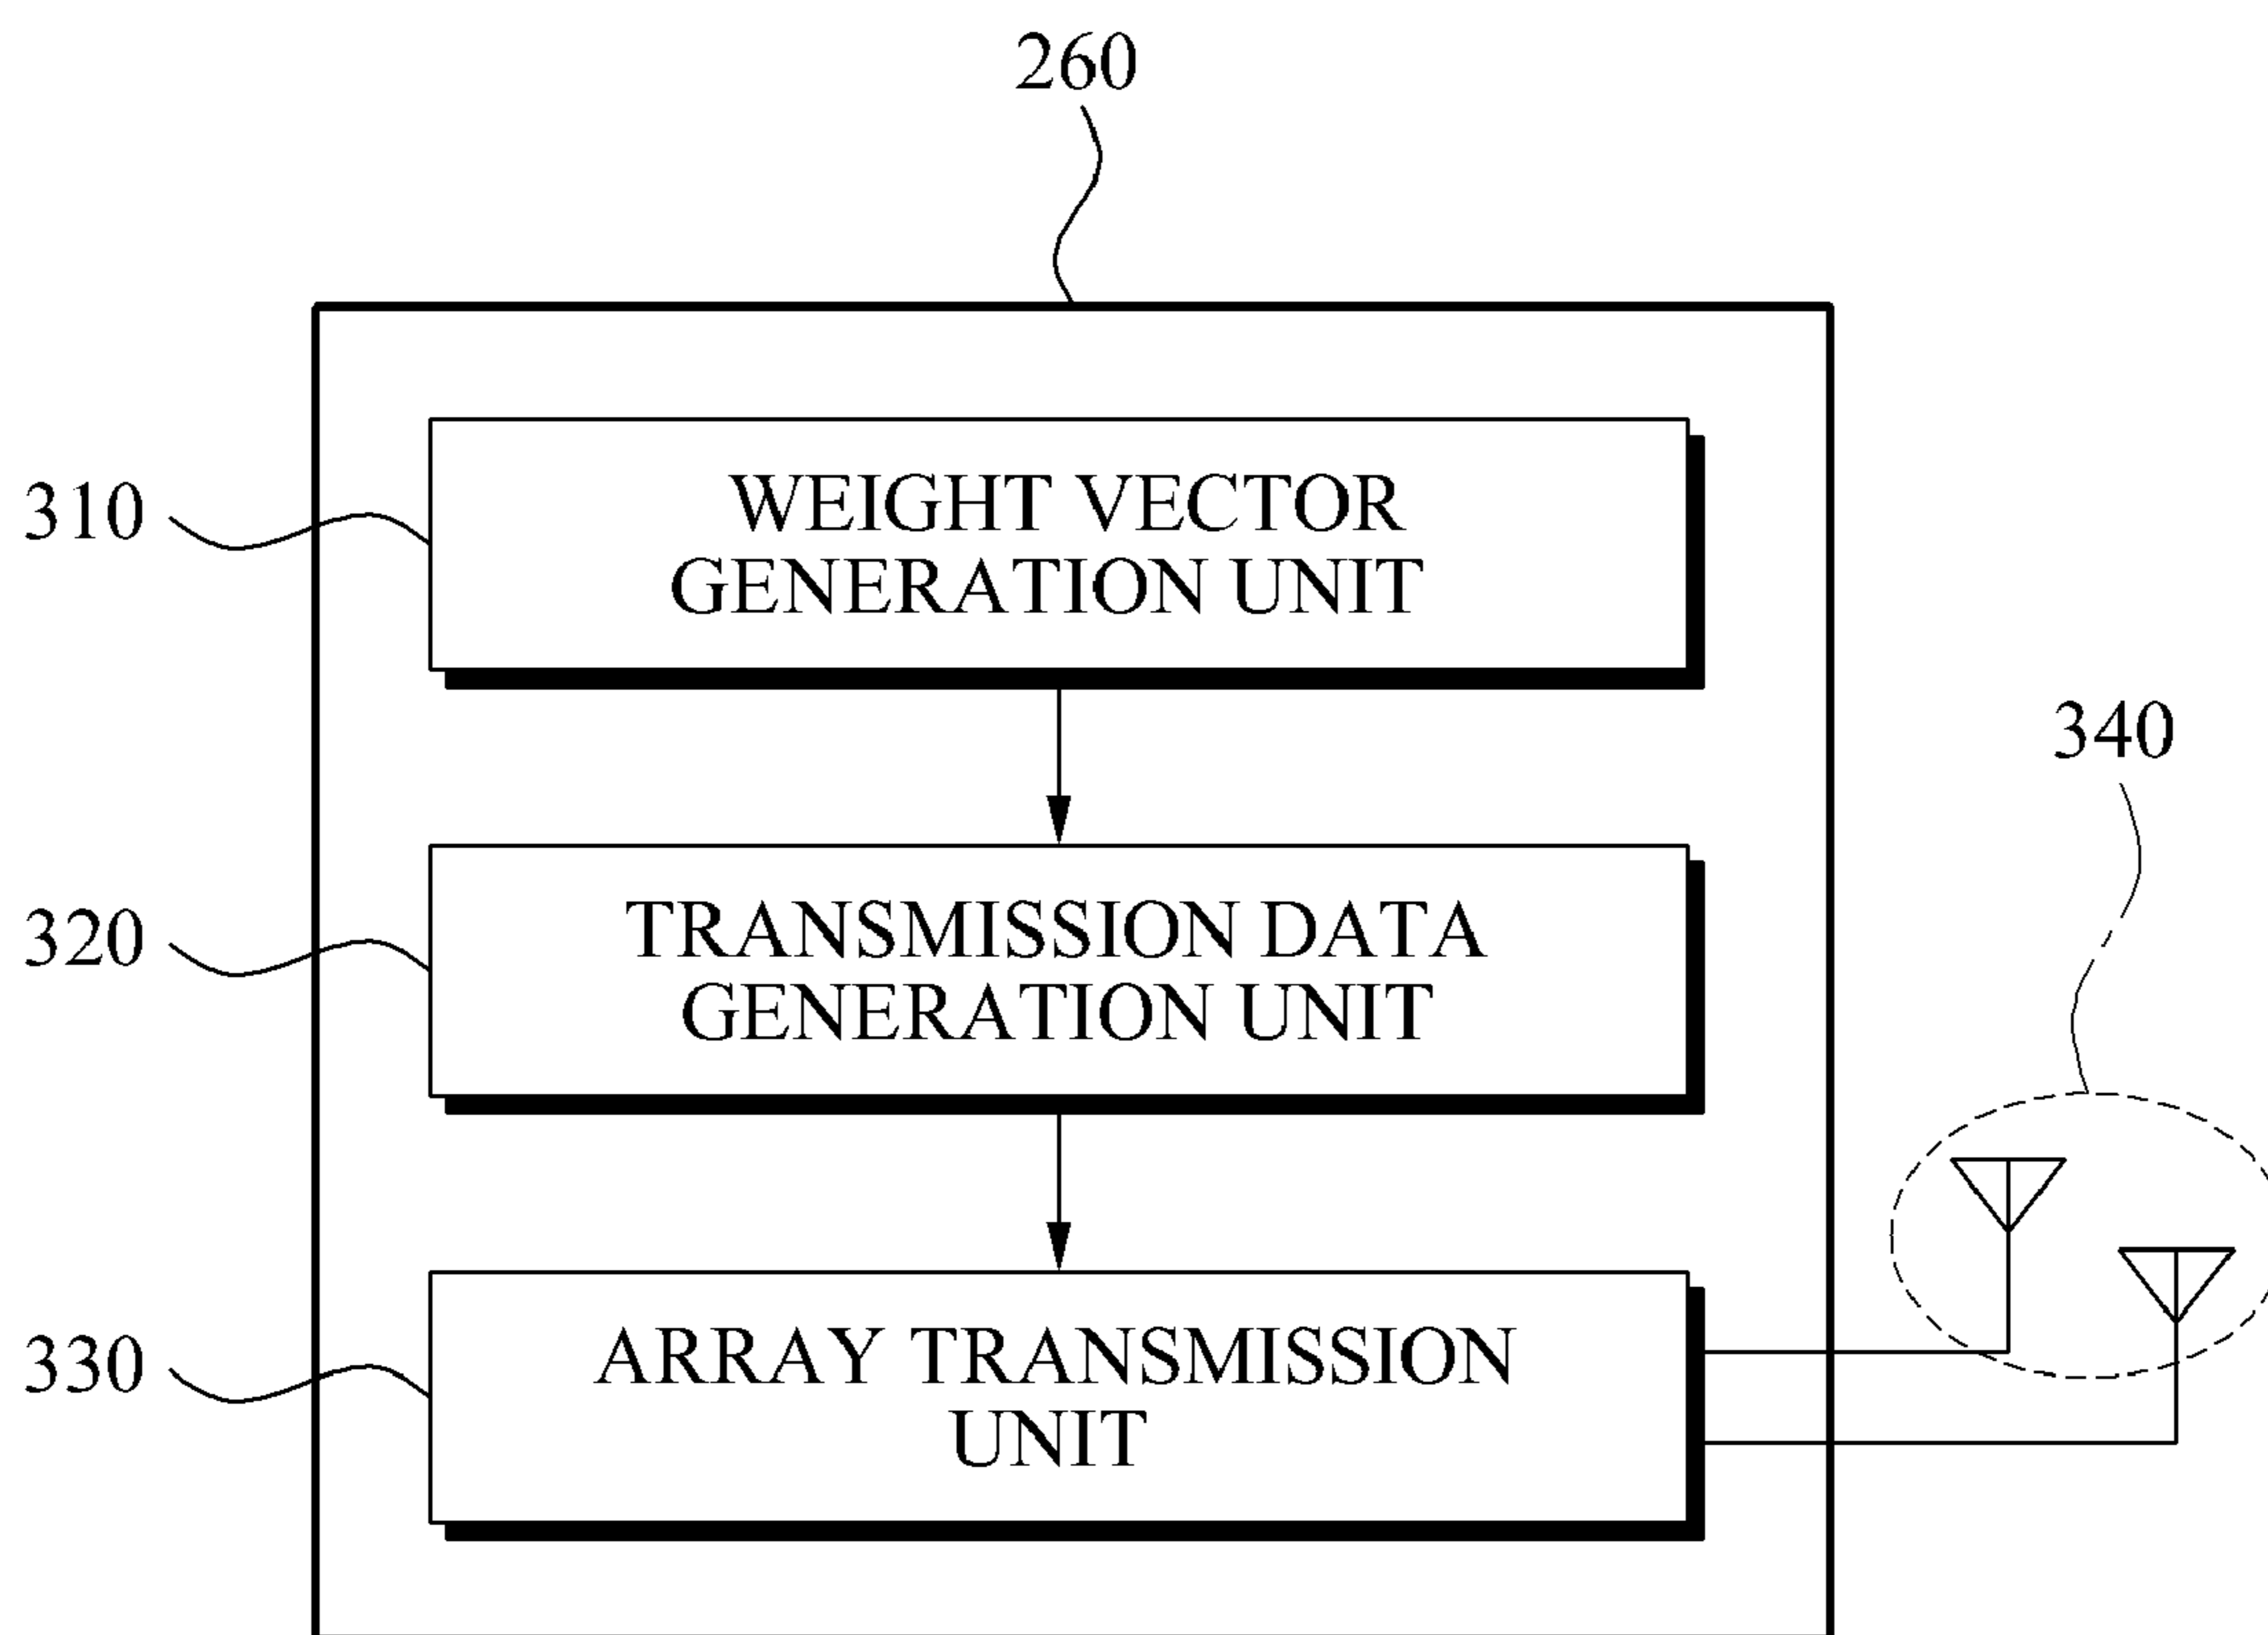 260
310
WEIGHT VECTOR
GENERATION UNIT
340
320
TRANSMISSION DATA
GENERATION UNIT
330
ARRAY TRANSMISSION
UNIT